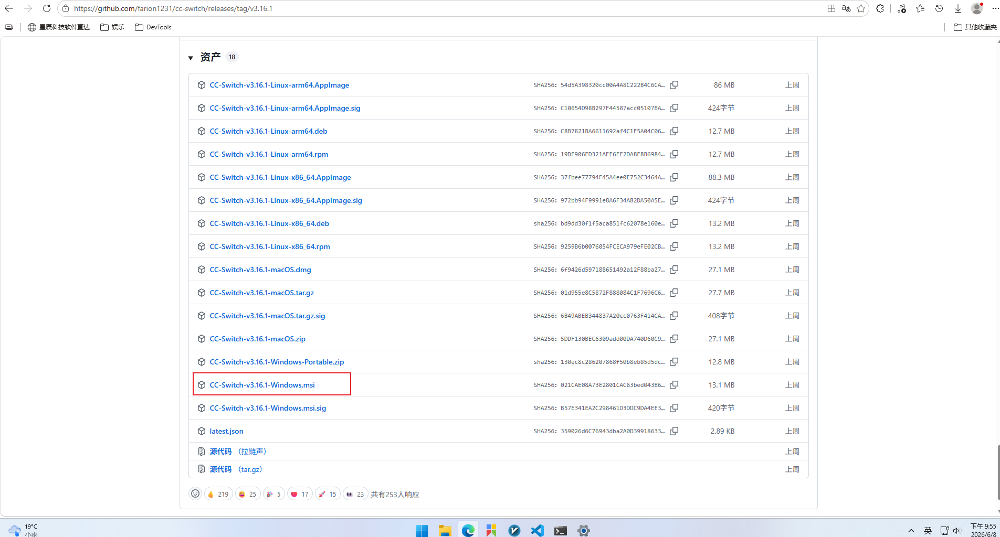 https://github.com/farion1231/cc-switch/releases/tag/v3.16.1
星辰科技软件直达
娱乐
DevTools
其他收藏夹
资产 18
CC-Switch-v3.16.1-Linux-arm64.AppImage SHA256: 54d5A398320cc00A4A8C222B4C6CA... 86 MB 上周
CC-Switch-v3.16.1-Linux-arm64.AppImage.sig SHA256: C10654D98B297F44587acc05107BA... 424字节 上周
CC-Switch-v3.16.1-Linux-arm64.deb SHA256: C8B7821BA6611692af4C1F5A04C06... 12.7 MB 上周
CC-Switch-v3.16.1-Linux-arm64.rpm SHA256: 19DF906ED321AFE6EE2DA8F8B6984... 12.7 MB 上周
CC-Switch-v3.16.1-Linux-x86_64.AppImage SHA256: 37fbee77794F45A4ee0E752C3464A... 88.3 MB 上周
CC-Switch-v3.16.1-Linux-x86_64.AppImage.sig SHA256: 972bb94F9991e8A6F34A82DA50A5E... 424字节 上周
CC-Switch-v3.16.1-Linux-x86_64.deb sha256: bd9dd30f1f5aca851fc62078e160e... 13.2 MB 上周
CC-Switch-v3.16.1-Linux-x86_64.rpm SHA256: 9259B6b0076054FCECA979eFE02CB... 13.2 MB 上周
CC-Switch-v3.16.1-macOS.dmg SHA256: 6f9426d597188651492a12F88ba27... 27.1 MB 上周
CC-Switch-v3.16.1-macOS.tar.gz SHA256: 01d955e8C5872F888084C1F7696C6... 27.7 MB 上周
CC-Switch-v3.16.1-macOS.tar.gz.sig SHA256: 6B49ABEB344837A20cc0763F414CA... 408字节 上周
CC-Switch-v3.16.1-macOS.zip SHA256: 5DDF130BEC6309add00DA740D60C9... 27.1 MB 上周
CC-Switch-v3.16.1-Windows-Portable.zip sha256: 130ec8c286207868f50b8eb85d5dc... 12.8 MB 上周
CC-Switch-v3.16.1-Windows.msi SHA256: 021CAE08A73E2801CAC63bed043B6... 13.1 MB 上周
CC-Switch-v3.16.1-Windows.msi.sig SHA256: B57E341EA2C298461D3DDC9DA4EE3... 420字节 上周
latest.json SHA256: 359026d6C76943dba2A0D39918633... 2.89 KB 上周
源代码 （拉链声） 上周
源代码 （tar.gz） 上周
219 25 5 17 15 23 共有253人响应
19°C
小雨
英
下午 9:55
2026/6/8